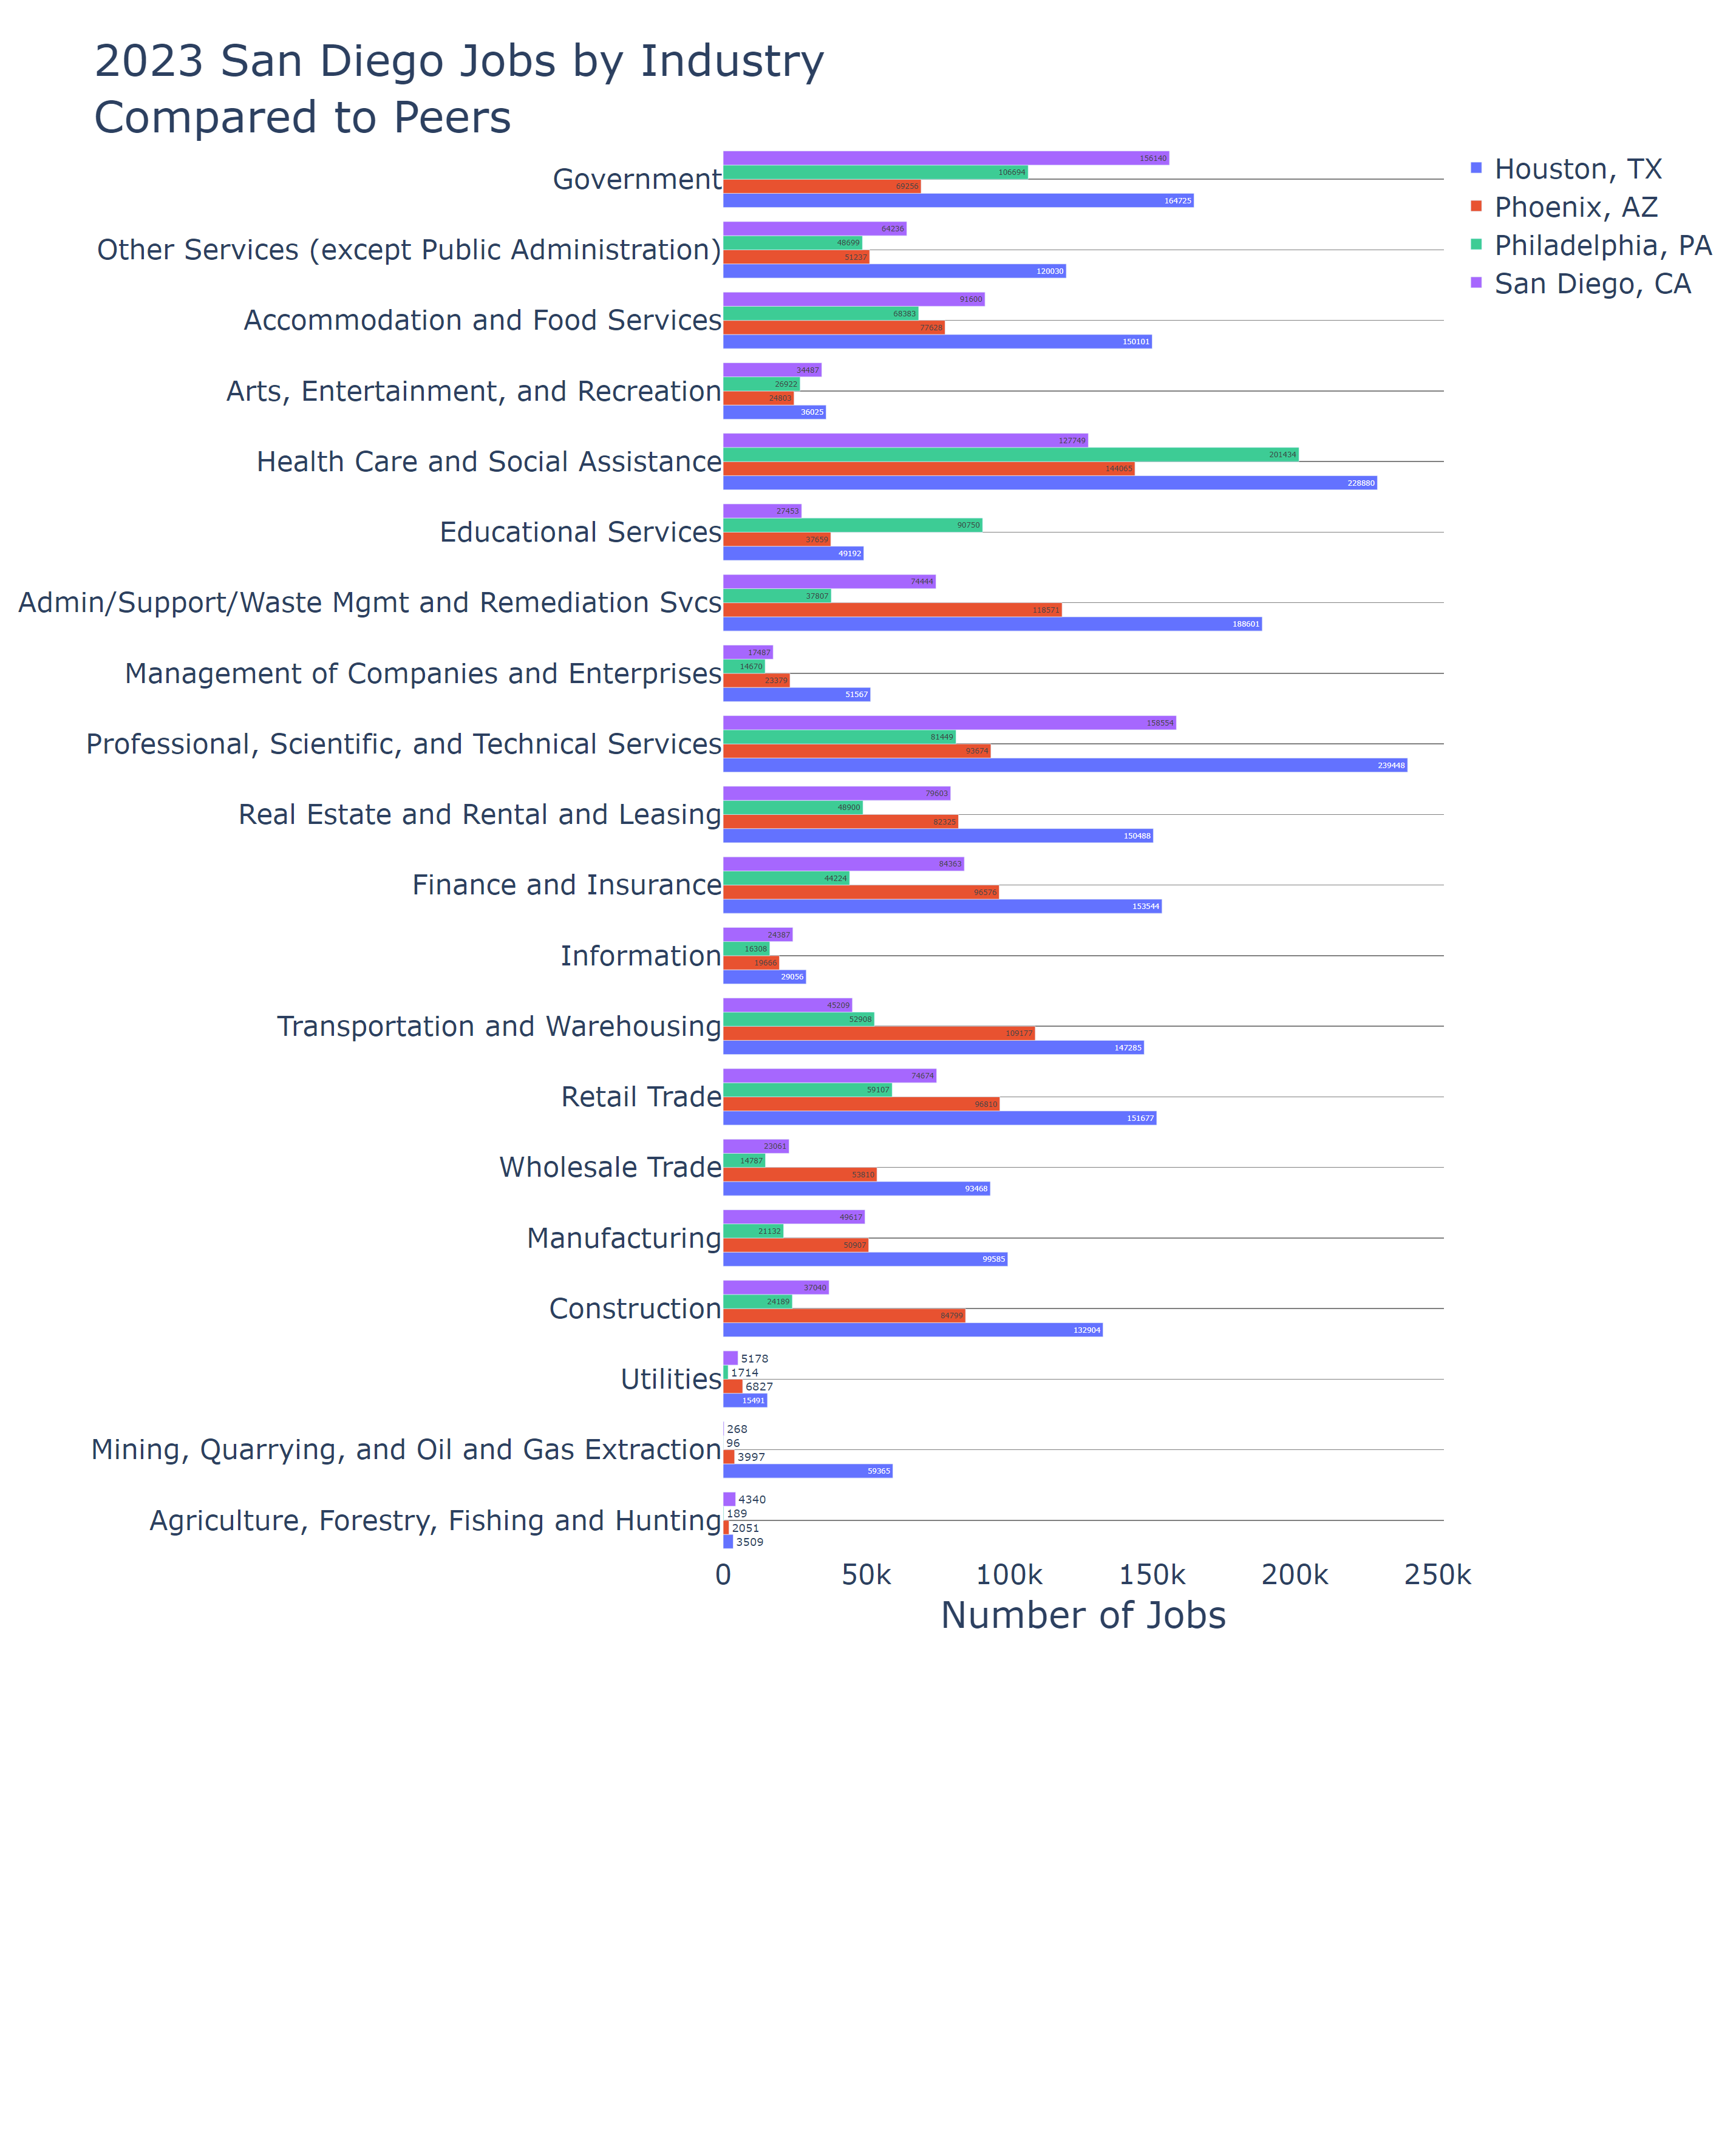 2023 San Diego Jobs by Industry
Compared to Peers
Houston, TX
Phoenix, AZ
Philadelphia, PA
San Diego, CA
Government
156140
106694
69256
164725
Other Services (except Public Administration)
64236
48699
51237
120030
Accommodation and Food Services
91600
68383
77628
150101
Arts, Entertainment, and Recreation
34487
26922
24803
36025
Health Care and Social Assistance
127749
201434
144065
228880
Educational Services
27453
90750
37659
49192
Admin/Support/Waste Mgmt and Remediation Svcs
74444
37807
118571
188601
Management of Companies and Enterprises
17487
14670
23379
51567
Professional, Scientific, and Technical Services
158554
81449
93674
239448
Real Estate and Rental and Leasing
79603
48900
82325
150488
Finance and Insurance
84363
44224
96576
153544
Information
24387
16308
19666
29056
Transportation and Warehousing
45209
52908
109177
147285
Retail Trade
74674
59107
96810
151677
Wholesale Trade
23061
14787
53810
93468
Manufacturing
49617
21132
50907
99585
Construction
37040
24189
84799
132904
Utilities
5178
1714
6827
15491
Mining, Quarrying, and Oil and Gas Extraction
268
96
3997
59365
Agriculture, Forestry, Fishing and Hunting
4340
189
2051
3509
0 50k 100k 150k 200k 250k
Number of Jobs